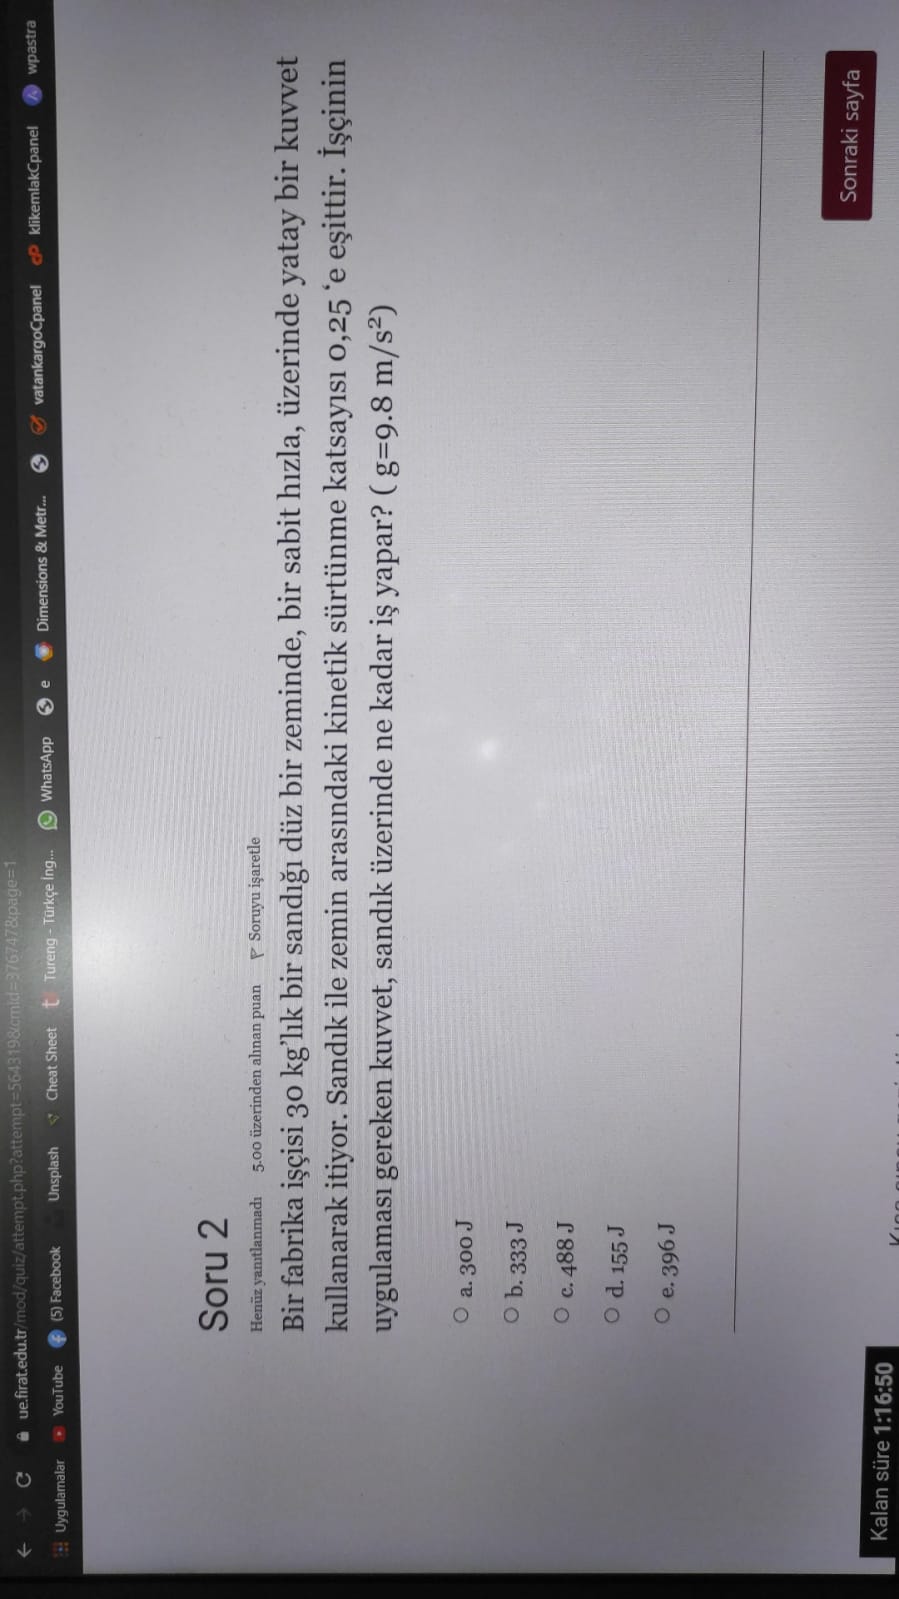 ue.firat.edu.tr/mod/quiz/attempt.php?attempt=564319&cmid=376747&page=1
Uygulamalar YouTube (5) Facebook Unsplash Cheat Sheet Tureng - Türkçe İng... WhatsApp e Dimensions & Metr... vatankargoCpanel klikemlakCpanel wpastra
Soru 2
Henüz yanıtlanmadı 5.00 üzerinden alınan puan Soruyu işaretle
Bir fabrika işçisi 30 kg'lık bir sandığı düz bir zeminde, bir sabit hızla, üzerinde yatay bir kuvvet
kullanarak itiyor. Sandık ile zemin arasındaki kinetik sürtünme katsayısı 0,25 'e eşittir. İşçinin
uygulaması gereken kuvvet, sandık üzerinde ne kadar iş yapar? ( g=9.8 m/s²)
a. 300 J
b. 333 J
c. 488 J
d. 155 J
e. 396 J
Sonraki sayfa
Kalan süre 1:16:50